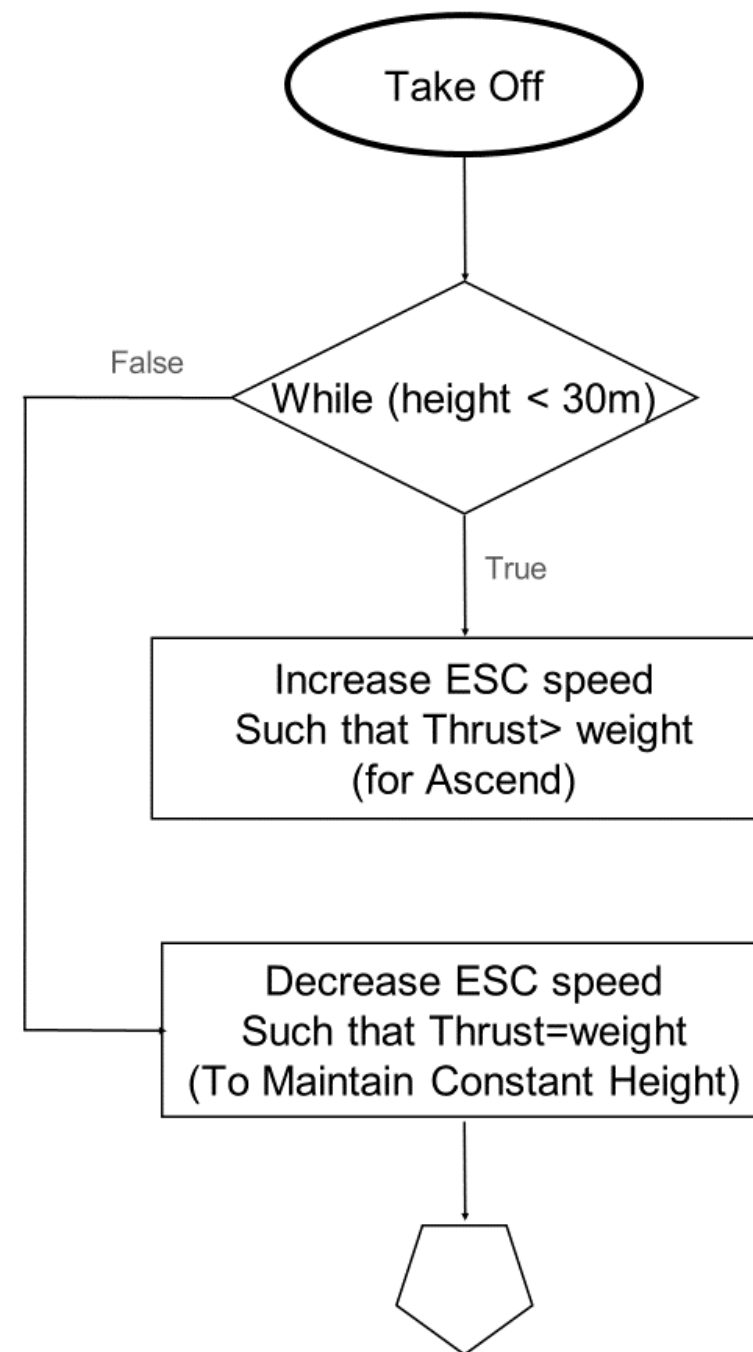 Take Off
False
While (height < 30m)
True
Increase ESC speed
Such that Thrust> weight
(for Ascend)
Decrease ESC speed
Such that Thrust=weight
(To Maintain Constant Height)